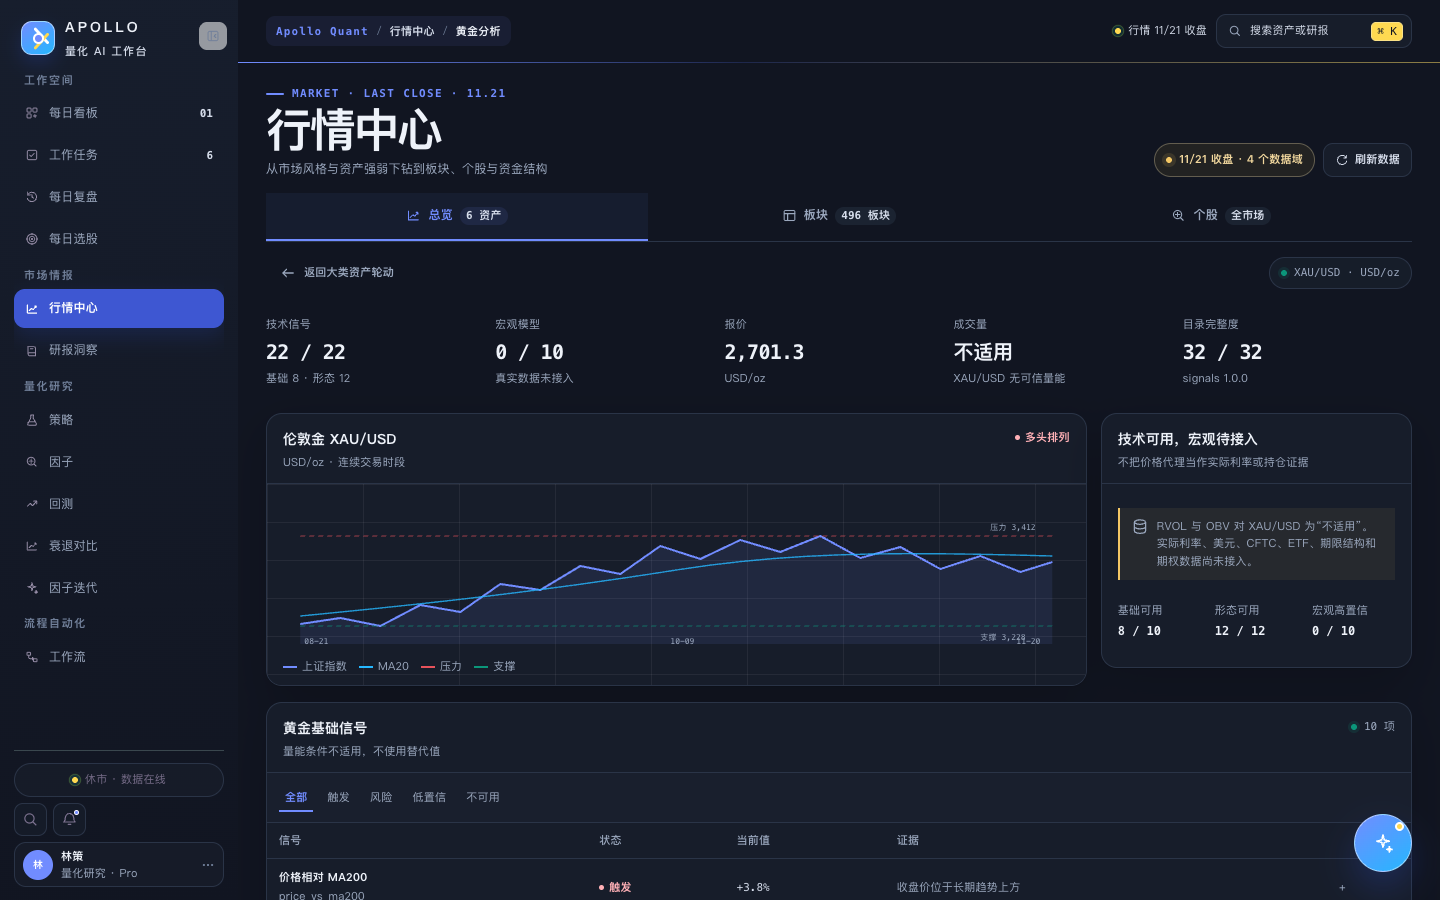 APOLLO
量化 AI 工作台
工作空间
每日看板 01
工作任务 6
每日复盘
每日选股
市场情报
行情中心
研报洞察
量化研究
策略
因子
回测
衰退对比
因子迭代
流程自动化
工作流
休市 · 数据在线
林
林策
量化研究 · Pro
Apollo Quant / 行情中心 / 黄金分析
行情 11/21 收盘
搜索资产或研报
⌘ K
MARKET · LAST CLOSE · 11.21
行情中心
从市场风格与资产强弱下钻到板块、个股与资金结构
11/21 收盘 · 4 个数据域
刷新数据
总览 6 资产
板块 496 板块
个股 全市场
返回大类资产轮动
XAU/USD · USD/oz
技术信号
22 / 22
基础 8 · 形态 12
宏观模型
0 / 10
真实数据未接入
报价
2,701.3
USD/oz
成交量
不适用
XAU/USD 无可信量能
目录完整度
32 / 32
signals 1.0.0
伦敦金 XAU/USD
USD/oz · 连续交易时段
多头排列
压力 3,412
支撑 3,228
08-21
10-09
11-20
上证指数
MA20
压力
支撑
技术可用，宏观待接入
不把价格代理当作实际利率或持仓证据
RVOL 与 OBV 对 XAU/USD 为“不适用”。
实际利率、美元、CFTC、ETF、期限结构和
期权数据尚未接入。
基础可用
8 / 10
形态可用
12 / 12
宏观高置信
0 / 10
黄金基础信号
量能条件不适用，不使用替代值
10 项
全部
触发
风险
低置信
不可用
信号 状态 当前值 证据
价格相对 MA200
price_vs_ma200
触发
+3.8%
收盘价位于长期趋势上方
+